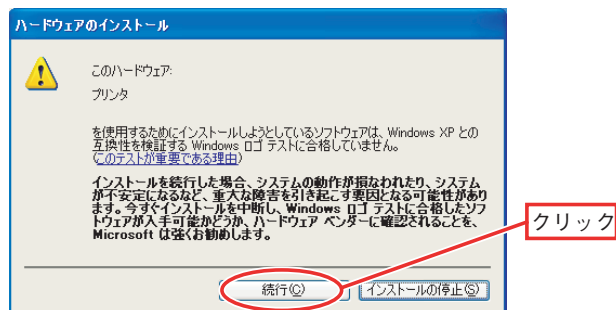 ハードウェアのインストール
このハードウェア:
プリンタ
を使用するためにインストールしようとしているソフトウェアは、Windows XP との
互換性を検証する Windows ロゴ テストに合格していません。
(このテストが重要である理由)
インストールを続行した場合、システムの動作が損なわれたり、システム
が不安定になるなど、重大な障害を引き起こす要因となる可能性があり
ます。今すぐインストールを中断し、Windows ロゴ テストに合格したソフ
トウェアが入手可能かどうか、ハードウェア ベンダーに確認されることを、
Microsoft は強くお勧めします。
クリック
続行(C) インストールの停止(S)